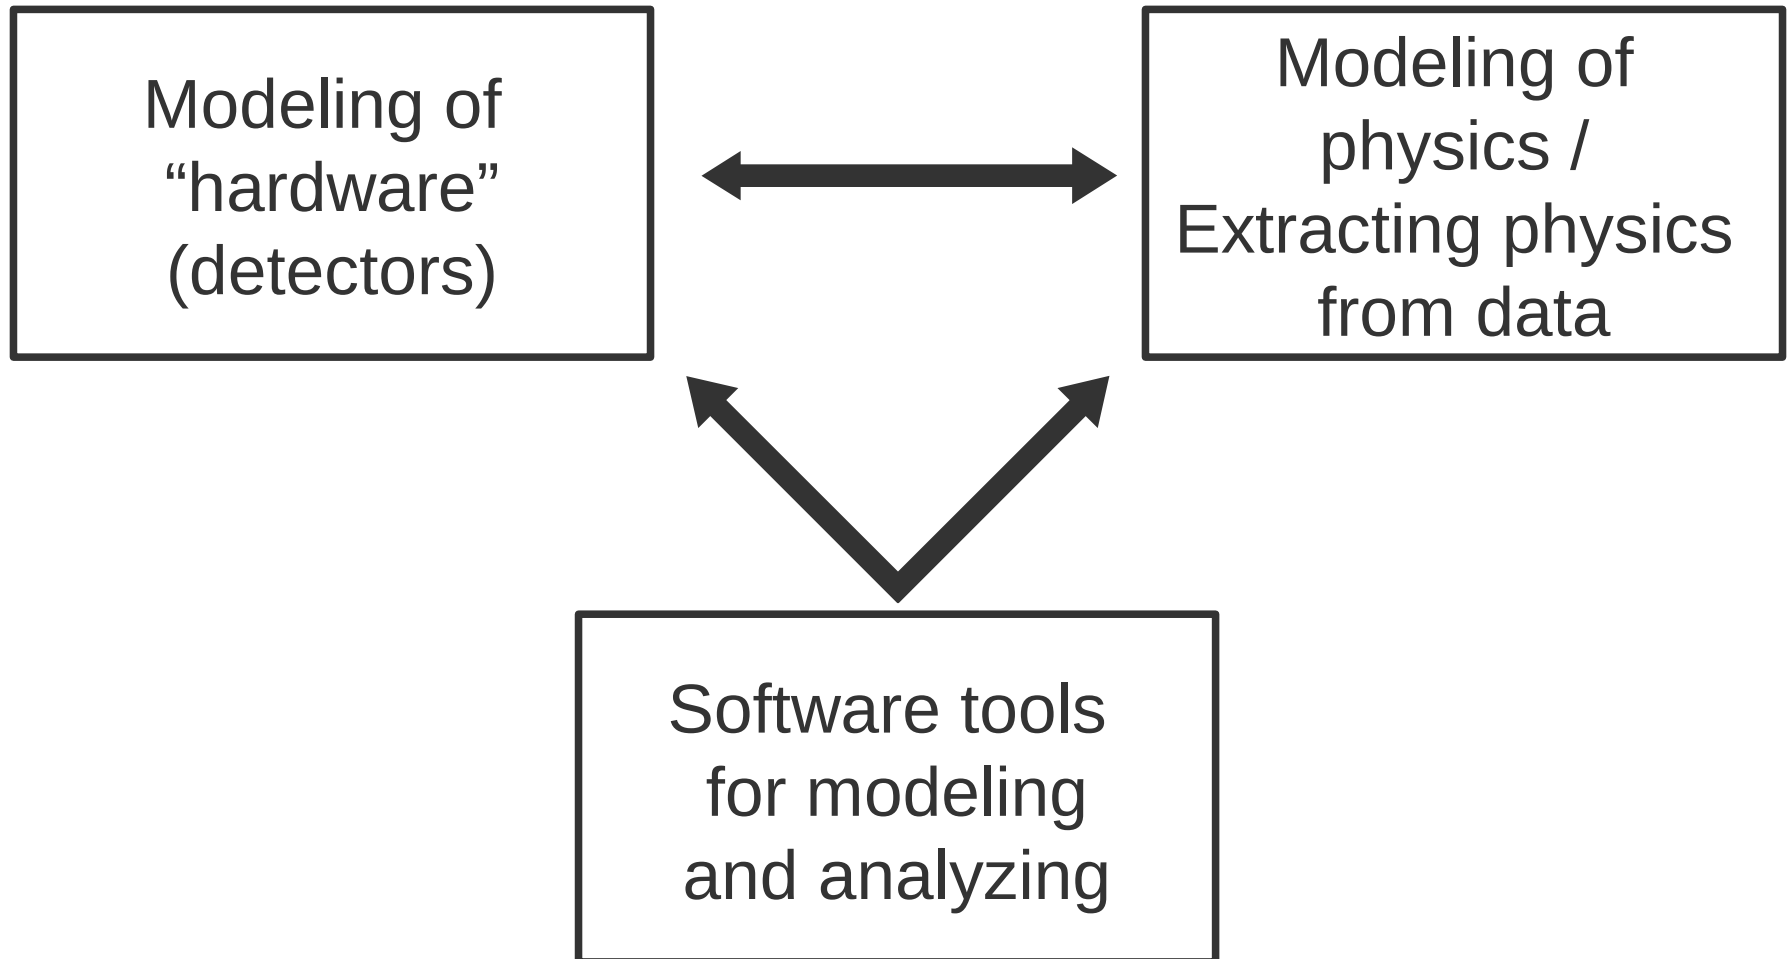 Modeling of
“hardware”
(detectors)
Modeling of
physics /
Extracting physics
from data
Software tools
for modeling
and analyzing